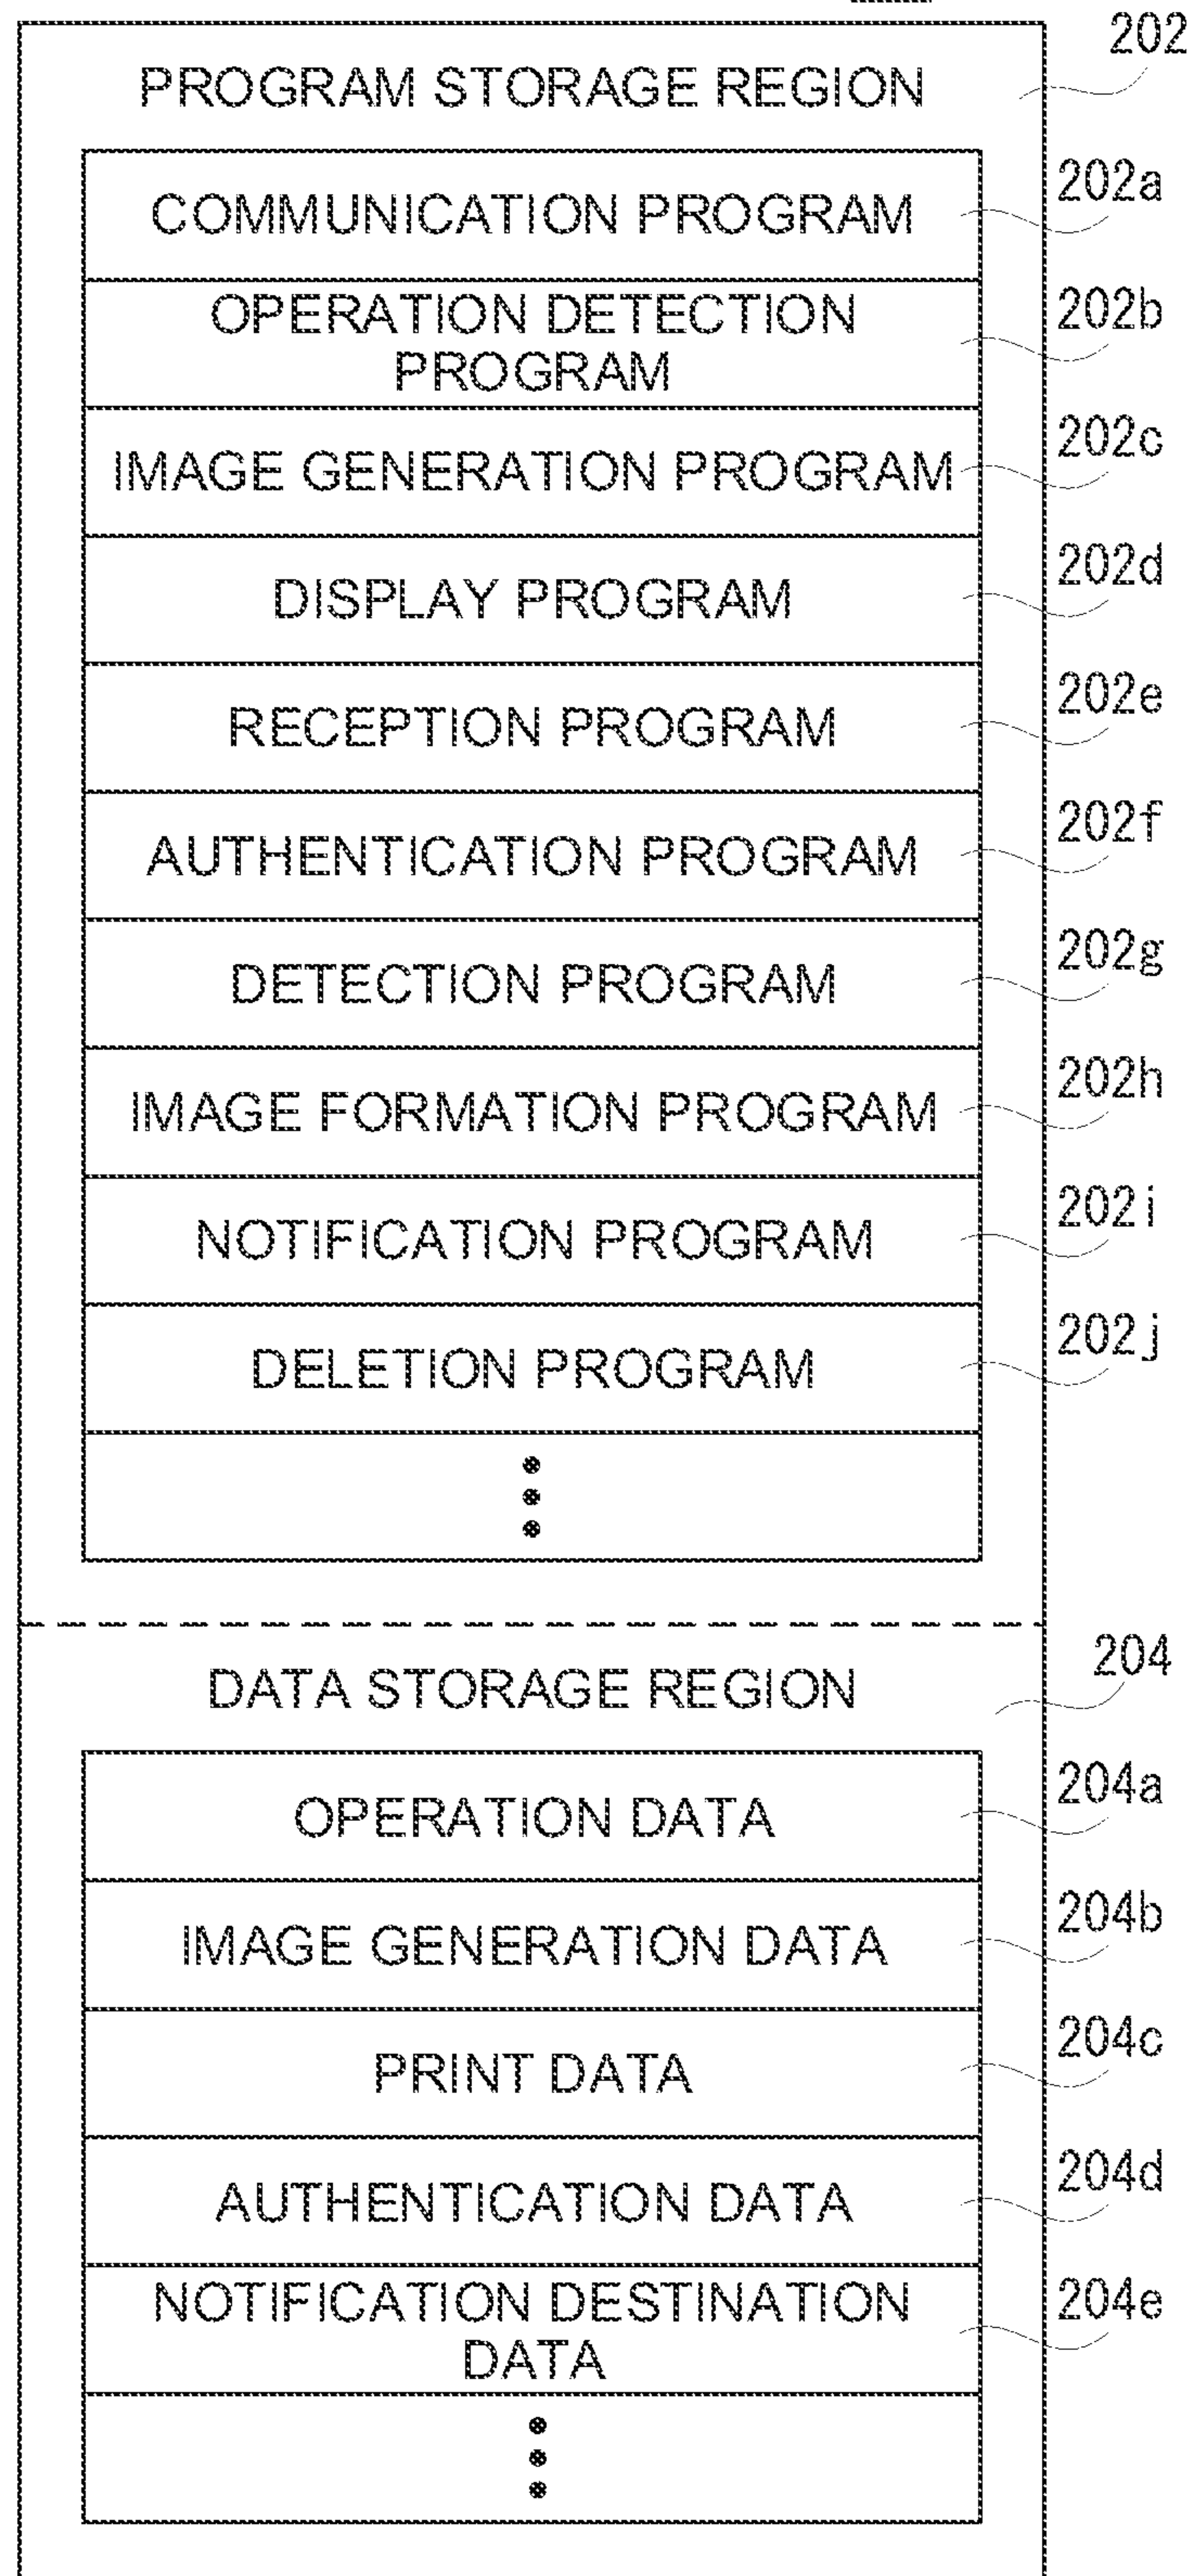 202
PROGRAM STORAGE REGION
COMMUNICATION PROGRAM
202a
OPERATION DETECTION
PROGRAM
202b
IMAGE GENERATION PROGRAM
202c
DISPLAY PROGRAM
202d
RECEPTION PROGRAM
202e
AUTHENTICATION PROGRAM
202f
DETECTION PROGRAM
202g
IMAGE FORMATION PROGRAM
202h
NOTIFICATION PROGRAM
202i
DELETION PROGRAM
202j
DATA STORAGE REGION
204
OPERATION DATA
204a
IMAGE GENERATION DATA
204b
PRINT DATA
204c
AUTHENTICATION DATA
204d
NOTIFICATION DESTINATION
DATA
204e